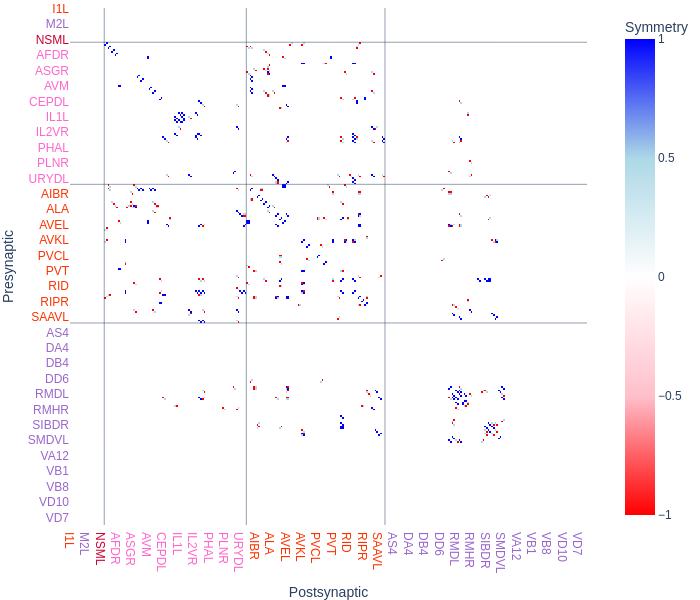 Symmetry
I1L
M2L
NSML
AFDR
ASGR
AVM
CEPDL
IL1L
IL2VR
PHAL
PLNR
URYDL
AIBR
ALA
AVEL
AVKL
PVCL
PVT
RID
RIPR
SAAVL
AS4
DA4
DB4
DD6
RMDL
RMHR
SIBDR
SMDVL
VA12
VB1
VB8
VD10
VD7
Presynaptic
I1L M2L NSML AFDR ASGR AVM CEPDL IL1L IL2VR PHAL PLNR URYDL AIBR ALA AVEL AVKL PVCL PVT RID RIPR SAAVL AS4 DA4 DB4 DD6 RMDL RMHR SIBDR SMDVL VA12 VB1 VB8 VD10 VD7
Postsynaptic
1
0.5
0
−0.5
−1